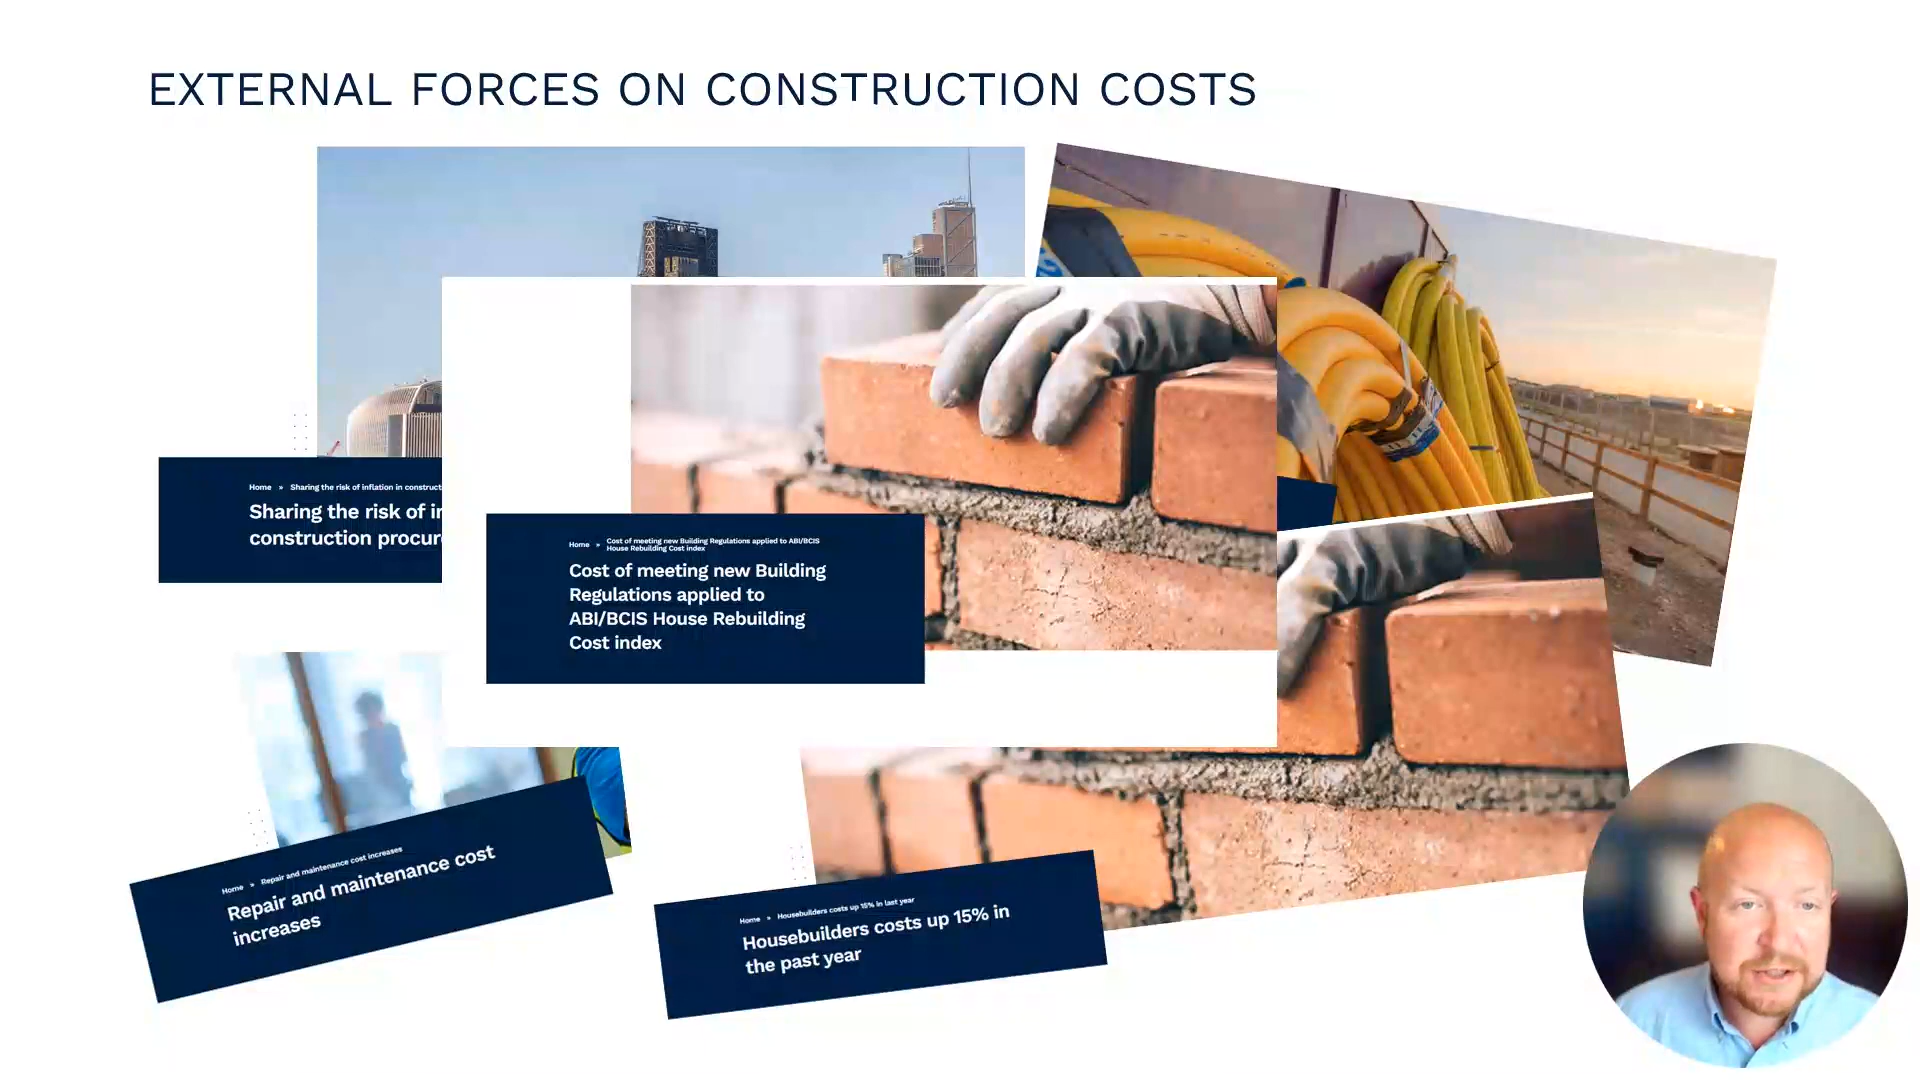 EXTERNAL FORCES ON CONSTRUCTION COSTS
Home » Sharing the risk of inflation in construct
Sharing the risk of in
construction procur
Home » Cost of meeting new Building Regulations applied to ABI/BCIS
House Rebuilding Cost index
Cost of meeting new Building
Regulations applied to
ABI/BCIS House Rebuilding
Cost index
Home » Repair and maintenance cost increases
Repair and maintenance cost
increases
Home » Housebuilders costs up 15% in last year
Housebuilders costs up 15% in
the past year